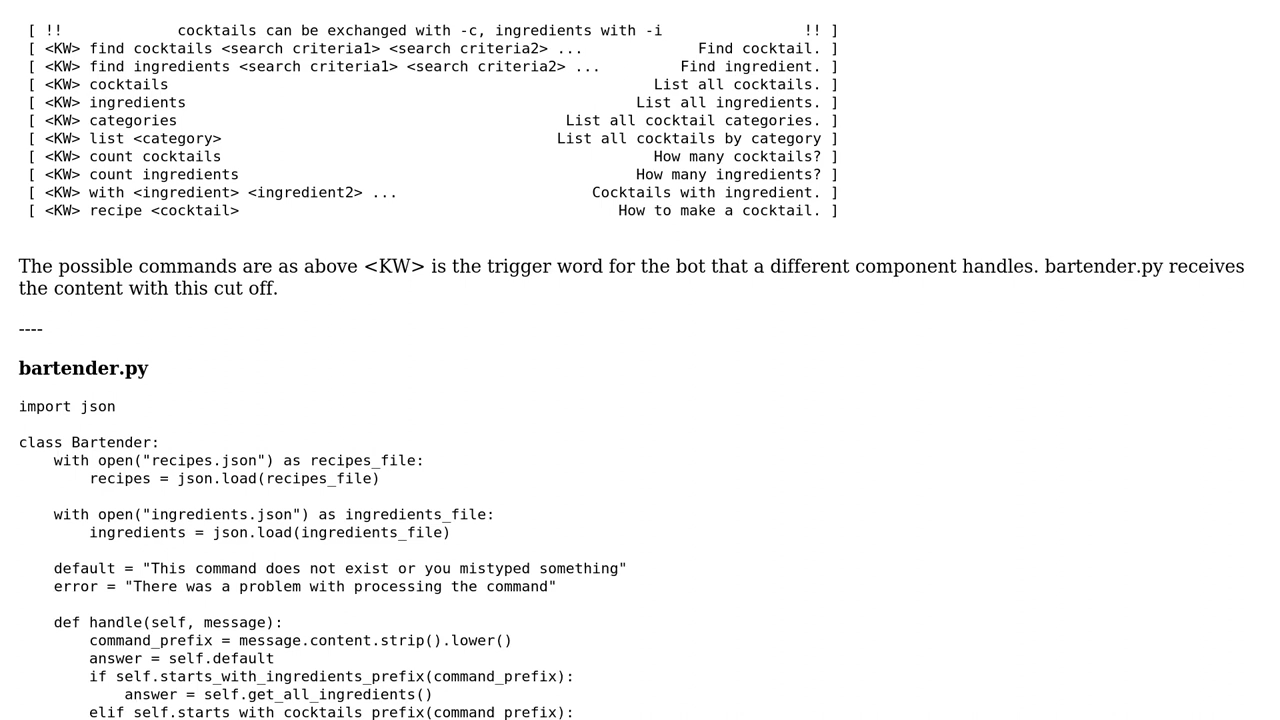 [ !!             cocktails can be exchanged with -c, ingredients with -i                !! ]
[ <KW> find cocktails <search criteria1> <search criteria2> ...             Find cocktail. ]
[ <KW> find ingredients <search criteria1> <search criteria2> ...         Find ingredient. ]
[ <KW> cocktails                                                       List all cocktails. ]
[ <KW> ingredients                                                   List all ingredients. ]
[ <KW> categories                                            List all cocktail categories. ]
[ <KW> list <category>                                      List all cocktails by category ]
[ <KW> count cocktails                                                 How many cocktails? ]
[ <KW> count ingredients                                             How many ingredients? ]
[ <KW> with <ingredient> <ingredient2> ...                      Cocktails with ingredient. ]
[ <KW> recipe <cocktail>                                           How to make a cocktail. ]
The possible commands are as above <KW> is the trigger word for the bot that a different component handles. bartender.py receives
the content with this cut off.
----
bartender.py
import json
class Bartender:
    with open("recipes.json") as recipes_file:
        recipes = json.load(recipes_file)
    with open("ingredients.json") as ingredients_file:
        ingredients = json.load(ingredients_file)
    default = "This command does not exist or you mistyped something"
    error = "There was a problem with processing the command"
    def handle(self, message):
        command_prefix = message.content.strip().lower()
        answer = self.default
        if self.starts_with_ingredients_prefix(command_prefix):
            answer = self.get_all_ingredients()
        elif self.starts_with_cocktails_prefix(command_prefix):